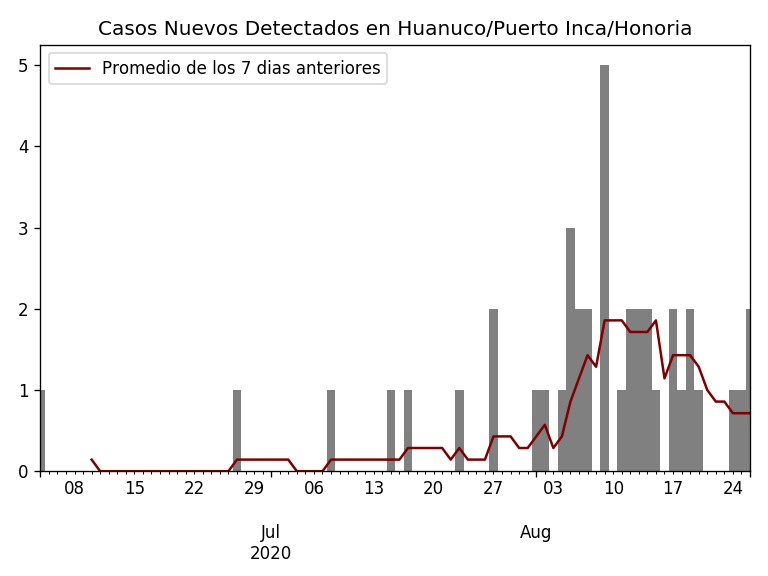 Casos Nuevos Detectados en Huanuco/Puerto Inca/Honoria
Promedio de los 7 dias anteriores
5
4
3
2
1
0
08 15 22 29 06 13 20 27 03 10 17 24
Jul Aug
2020